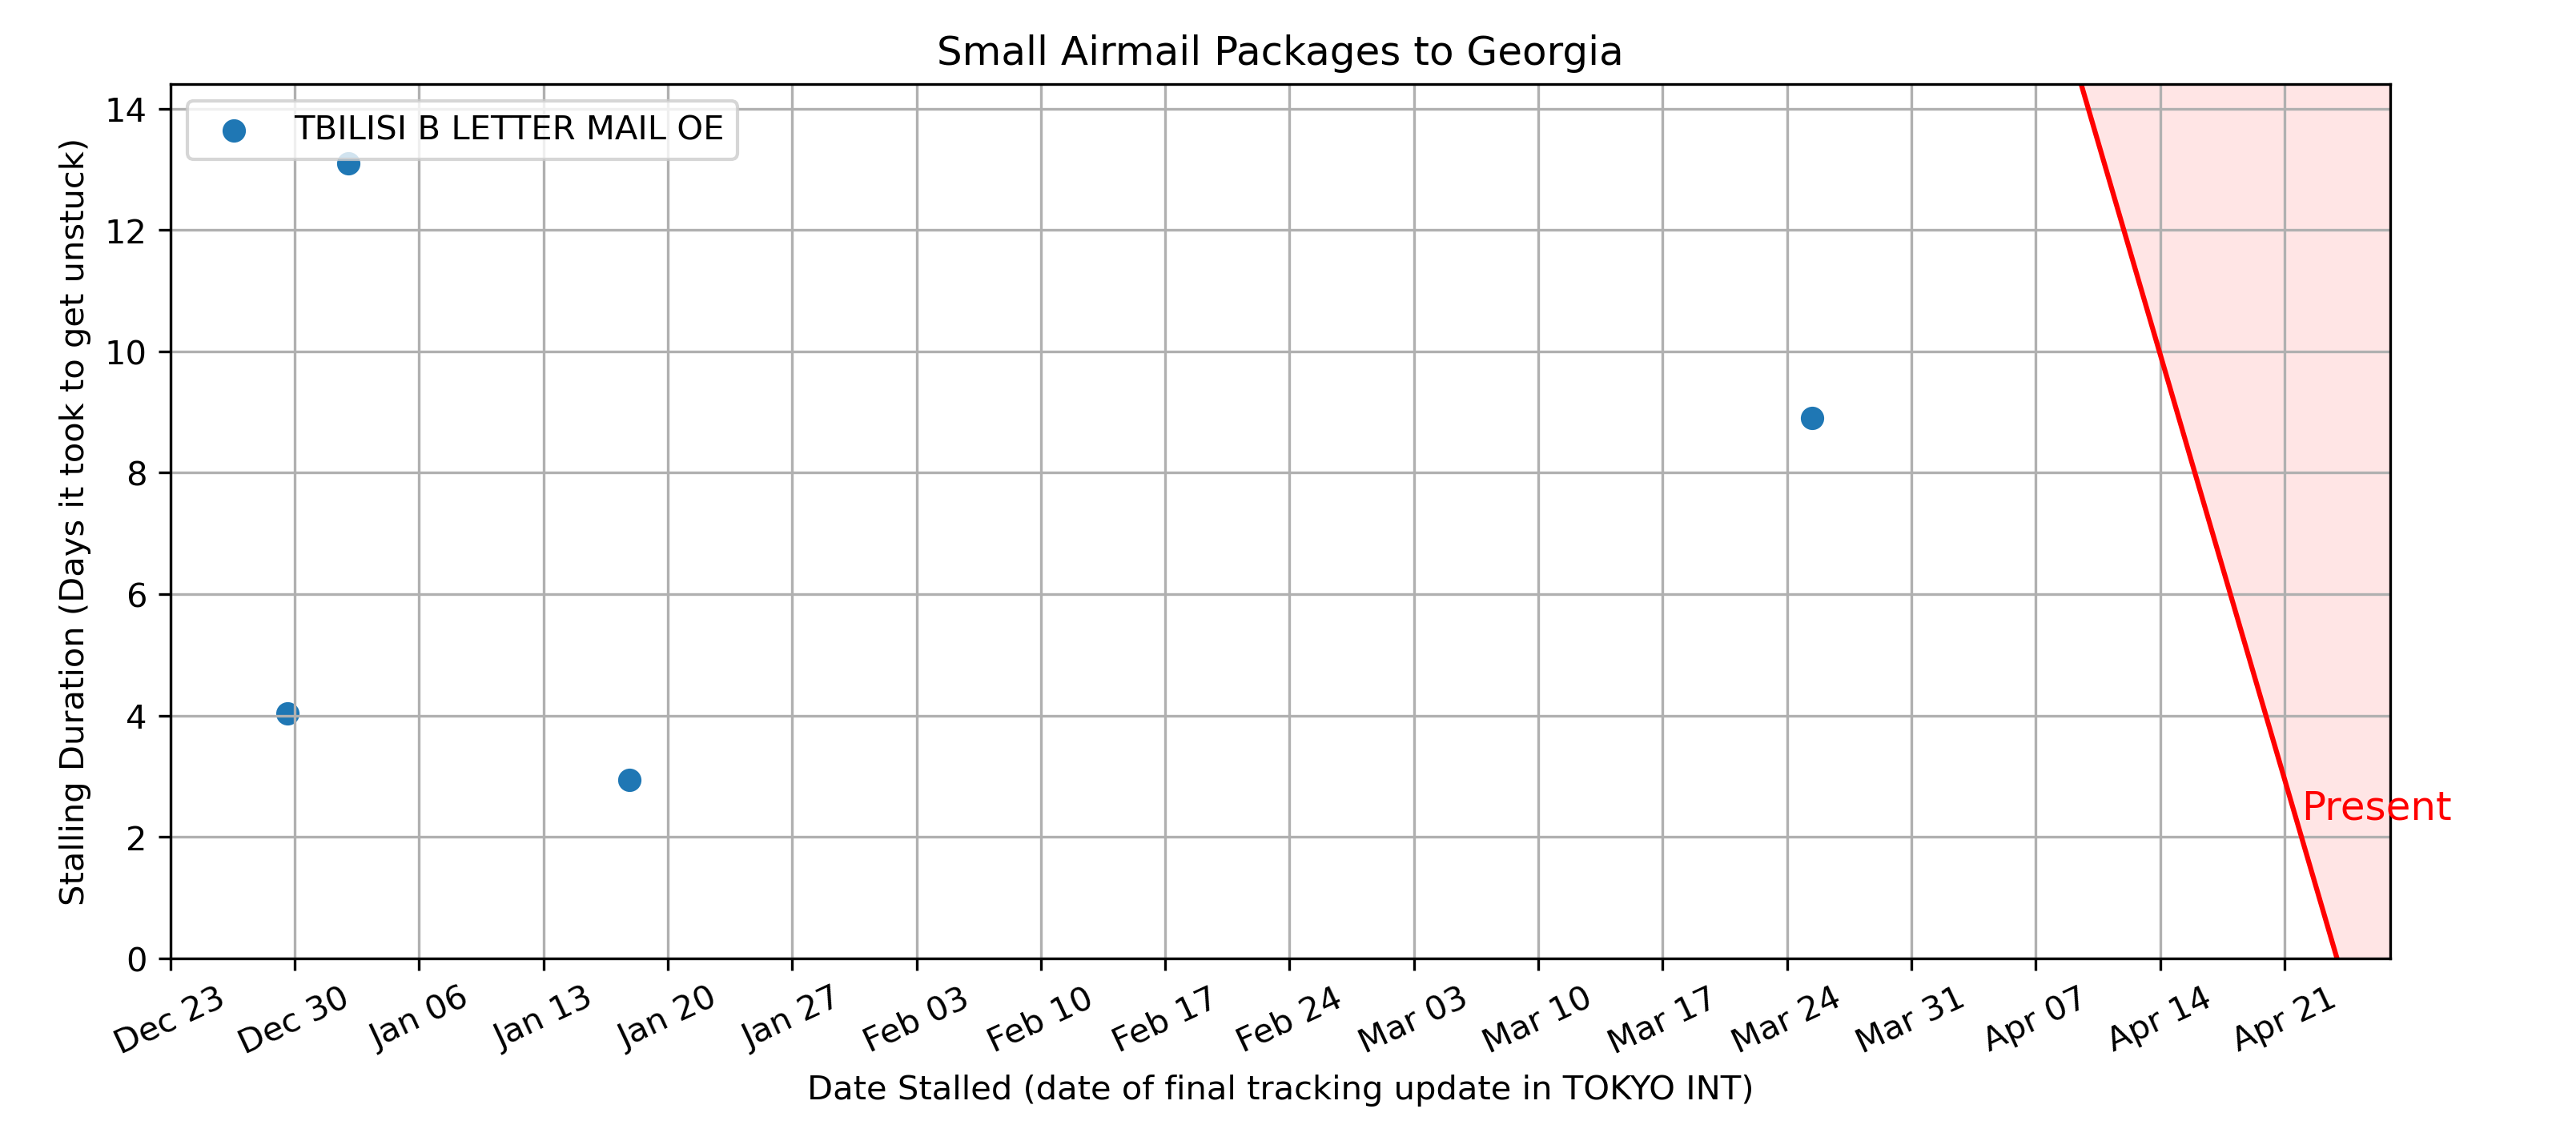 Small Airmail Packages to Georgia
TBILISI B LETTER MAIL OE
Stalling Duration (Days it took to get unstuck)
14
12
10
8
6
4
2
0
Present
Dec 23
Dec 30
Jan 06
Jan 13
Jan 20
Jan 27
Feb 03
Feb 10
Feb 17
Feb 24
Mar 03
Mar 10
Mar 17
Mar 24
Mar 31
Apr 07
Apr 14
Apr 21
Date Stalled (date of final tracking update in TOKYO INT)